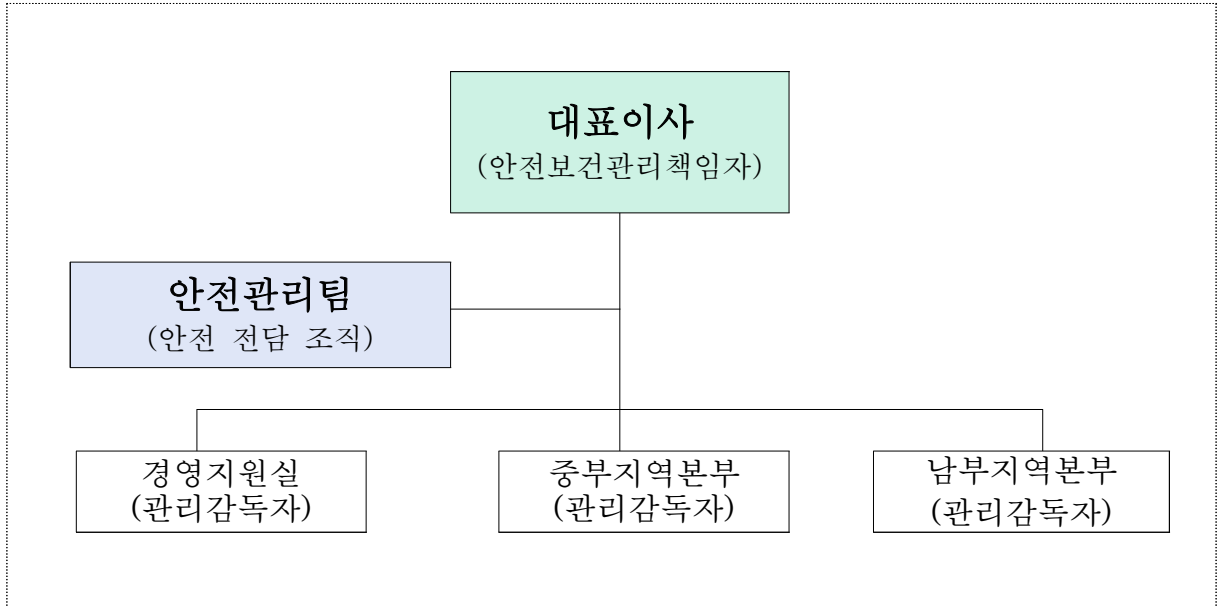 대표이사
(안전보건관리책임자)
안전관리팀
(안전 전담 조직)
경영지원실
(관리감독자)
중부지역본부
(관리감독자)
남부지역본부
(관리감독자)